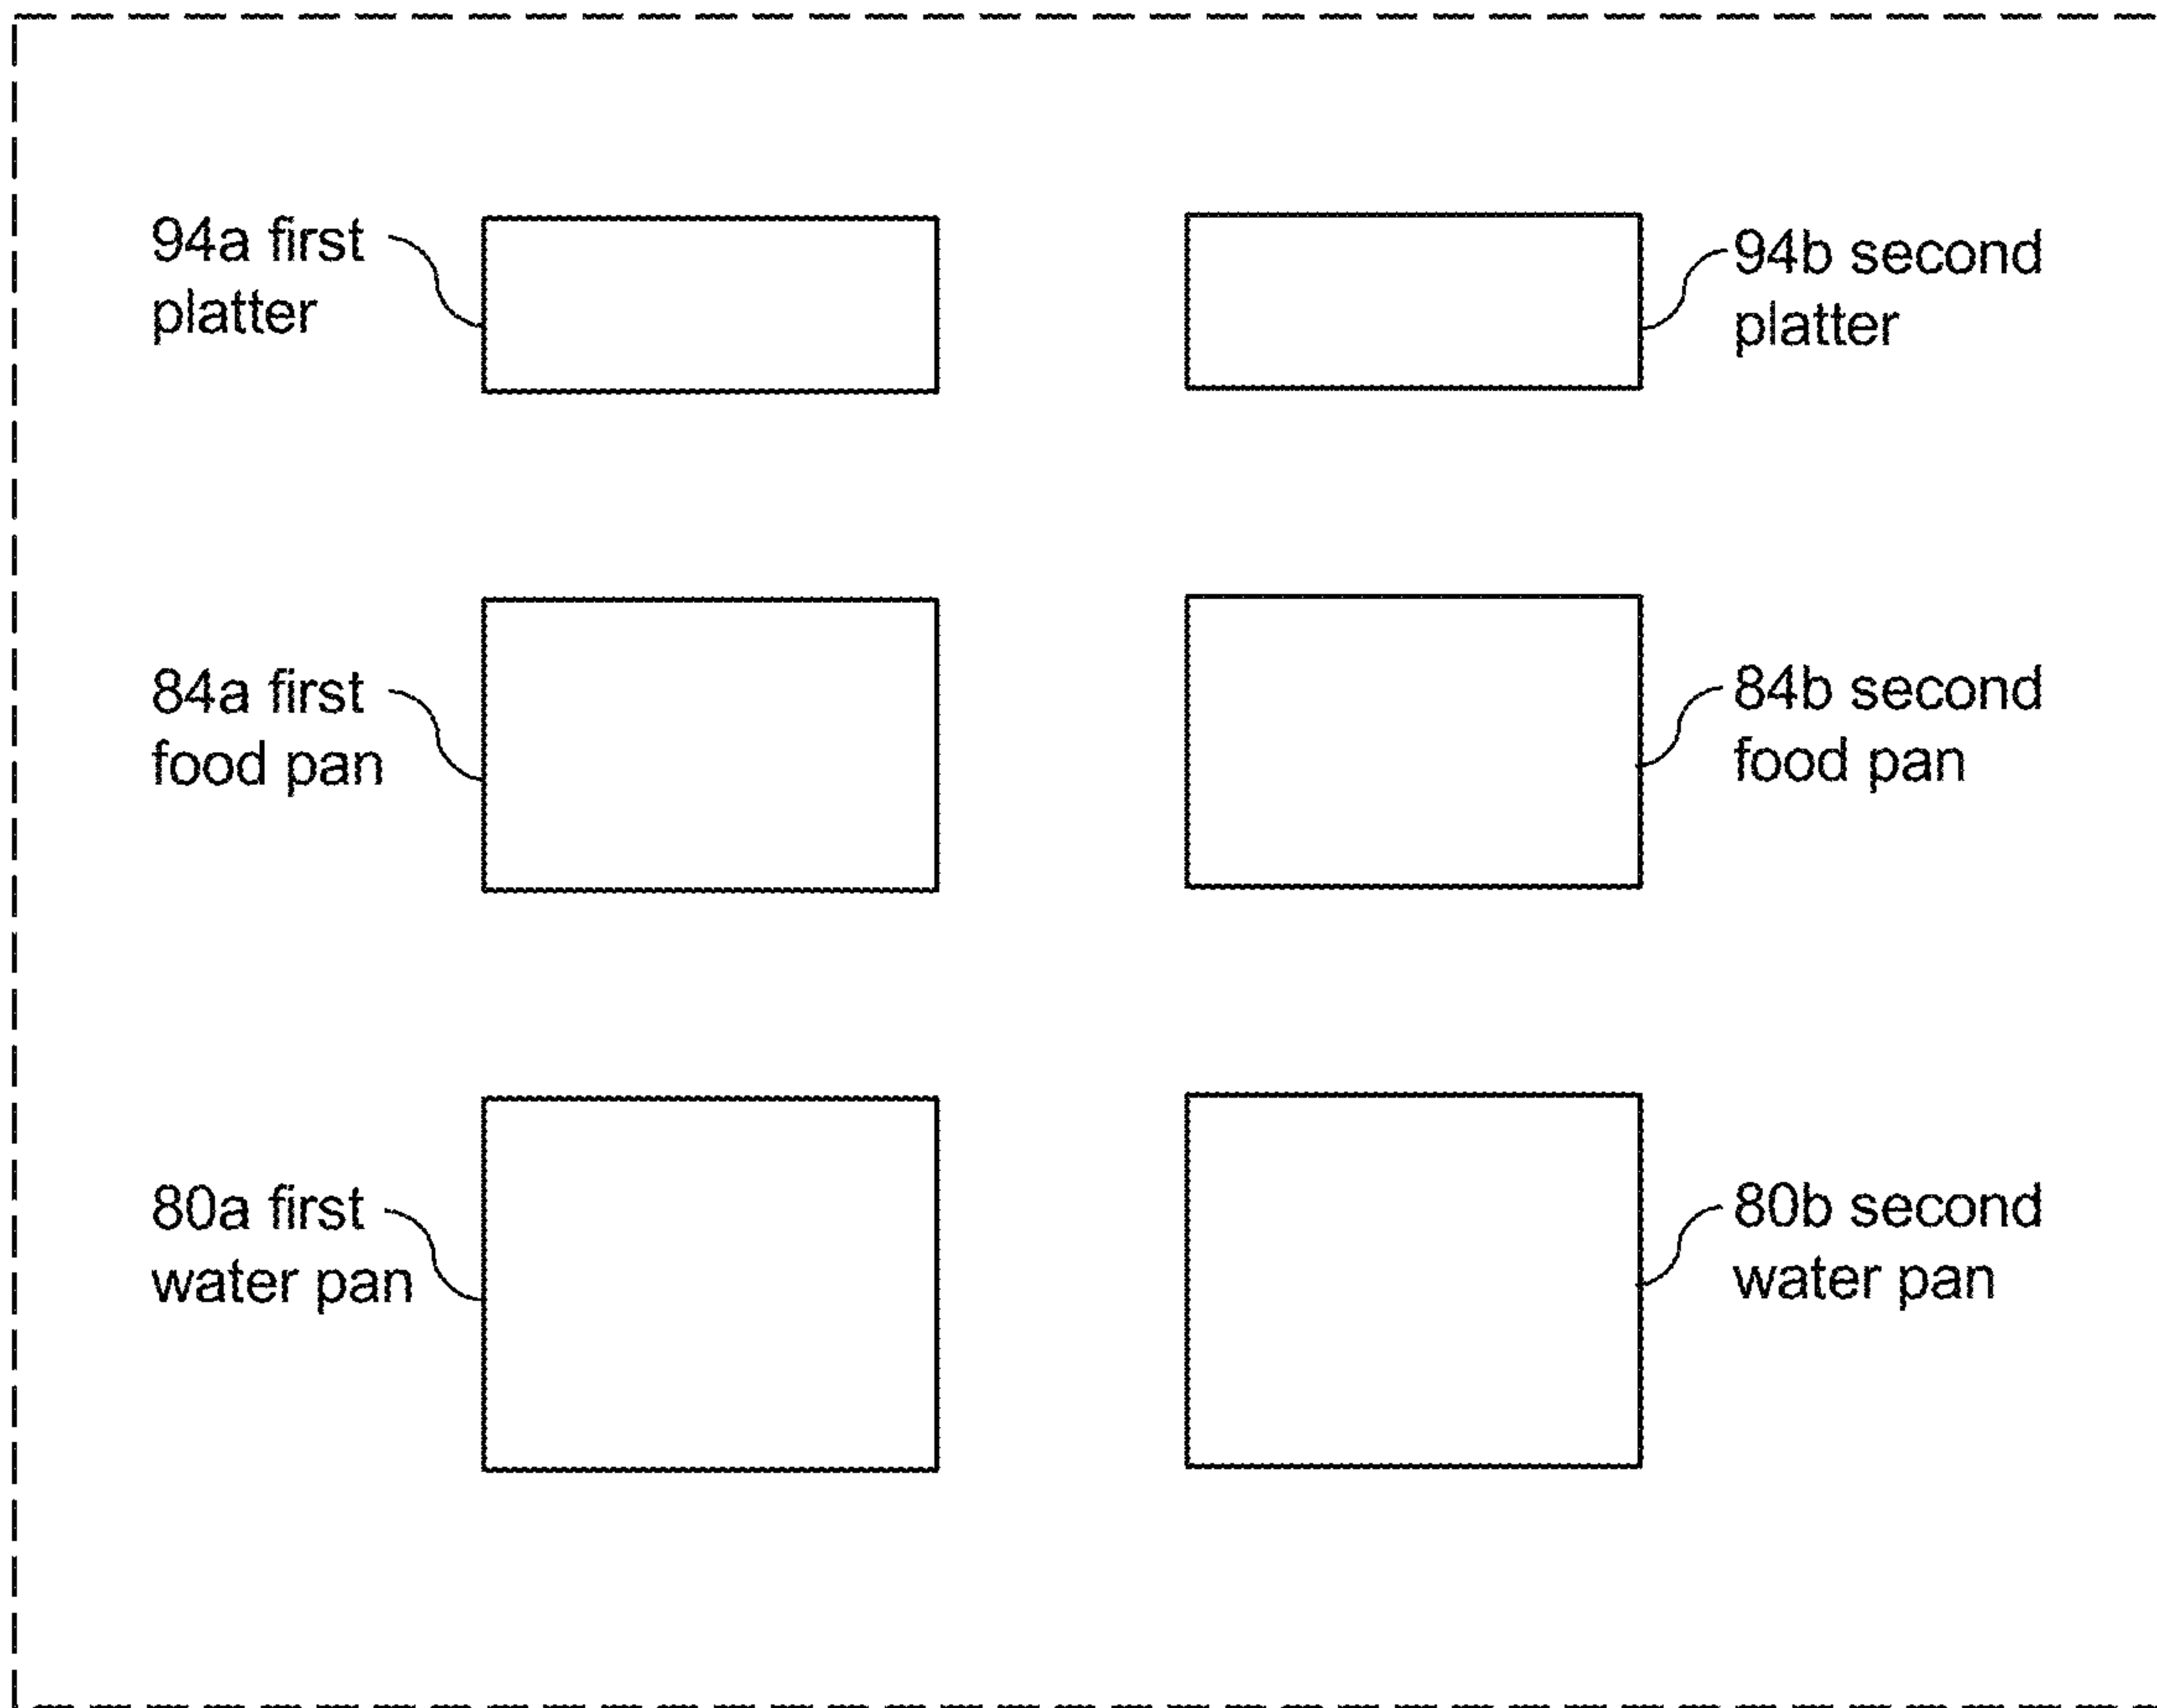 94a first
platter
94b second
platter
84a first
food pan
84b second
food pan
80a first
water pan
80b second
water pan